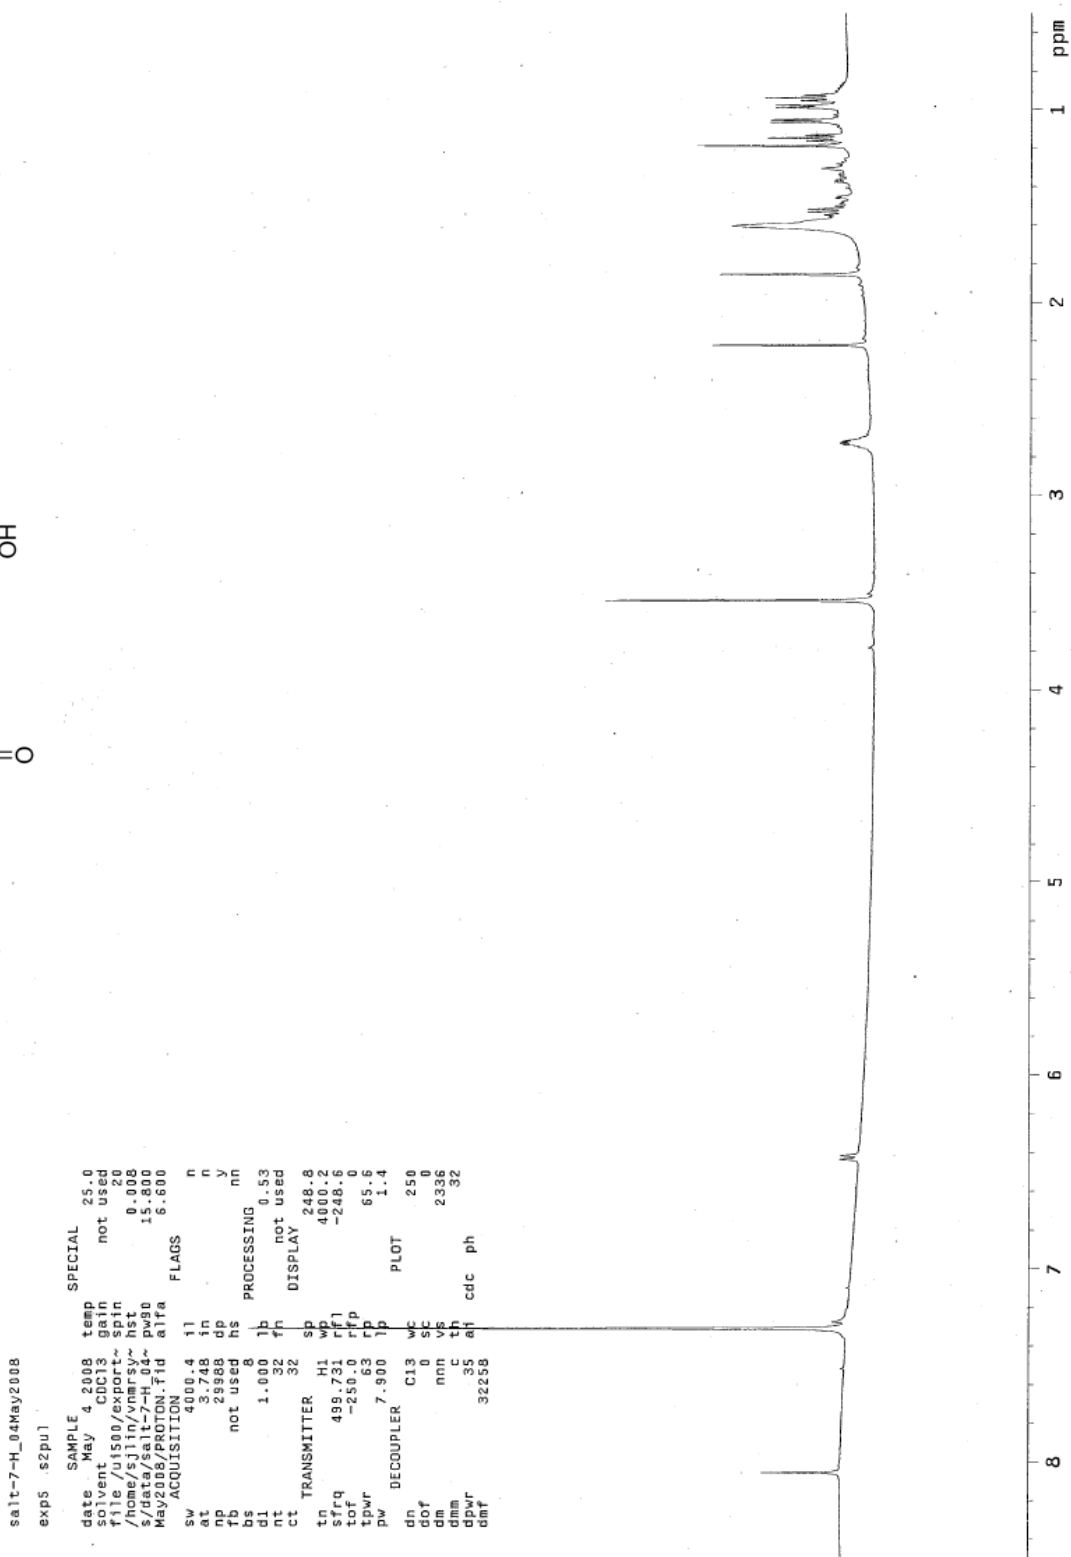 O
OH
salt-7-H_04May2008
exp5 s2pul
SAMPLE SPECIAL
date May 4 2008 temp 25.0
solvent CDCl3 gain not used
file /ui500/export~ spin 20
/home/sjlin/vnmrsy~ hst 0.008
s/data/salt-7-H_04~ pw90 15.800
May2008/PROTON.fid alfa 6.600
ACQUISITION FLAGS
sw 4000.4 il n
at 3.748 in n
np 29988 dp y
fb not used hs nn
bs 8 PROCESSING
d1 1.000 lb 0.53
nt 32 fn not used
ct 32 DISPLAY
TRANSMITTER sp 248.8
tn H1 wp 4000.2
sfrq 499.731 rfl -248.6
tof -250.0 rfp 0
tpwr 63 rp 65.6
pw 7.900 lp 1.4
DECOUPLER PLOT
dn C13 wc 250
dof 0 sc 0
dm nnn vs 2336
dmm c th 32
dpwr 35 ai cdc ph
dmf 32258
8 7 6 5 4 3 2 1 ppm